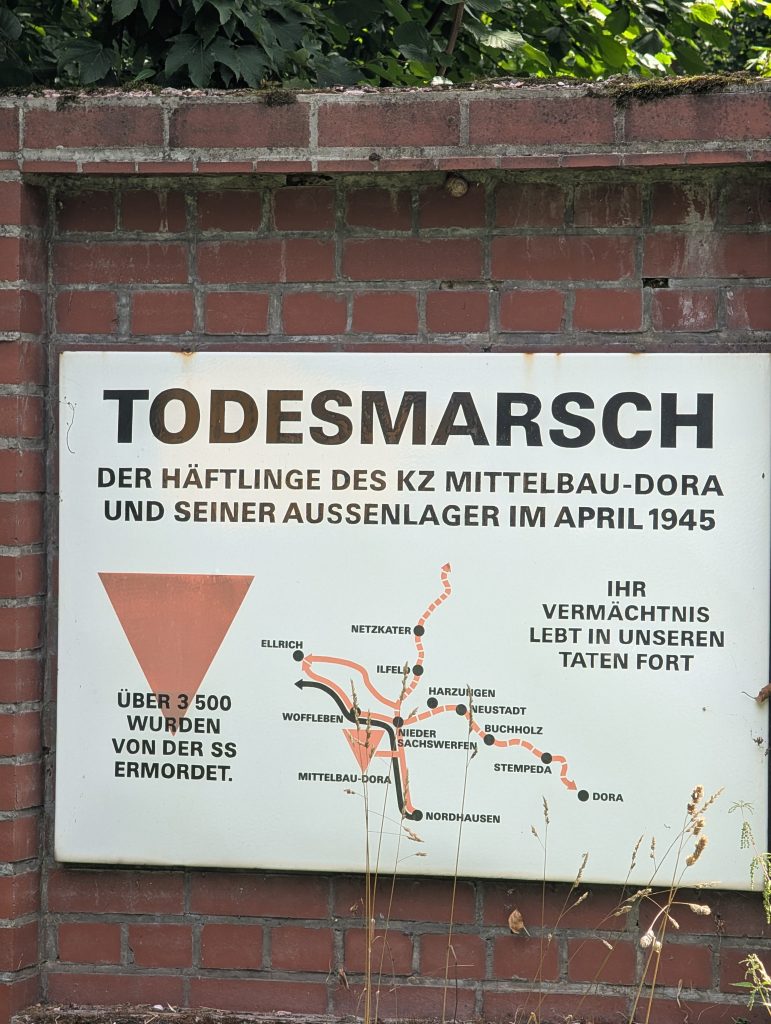 TODESMARSCH
DER HÄFTLINGE DES KZ MITTELBAU-DORA
UND SEINER AUSSENLAGER IM APRIL 1945
IHR
VERMÄCHTNIS
LEBT IN UNSEREN
TATEN FORT
ÜBER 3 500
WURDEN
VON DER SS
ERMORDET.
NETZKATER
ELLRICH
ILFELD
HARZUNGEN
NEUSTADT
WOFFLEBEN
NIEDER
SACHSWERFEN
BUCHHOLZ
STEMPEDA
MITTELBAU-DORA
DORA
NORDHAUSEN